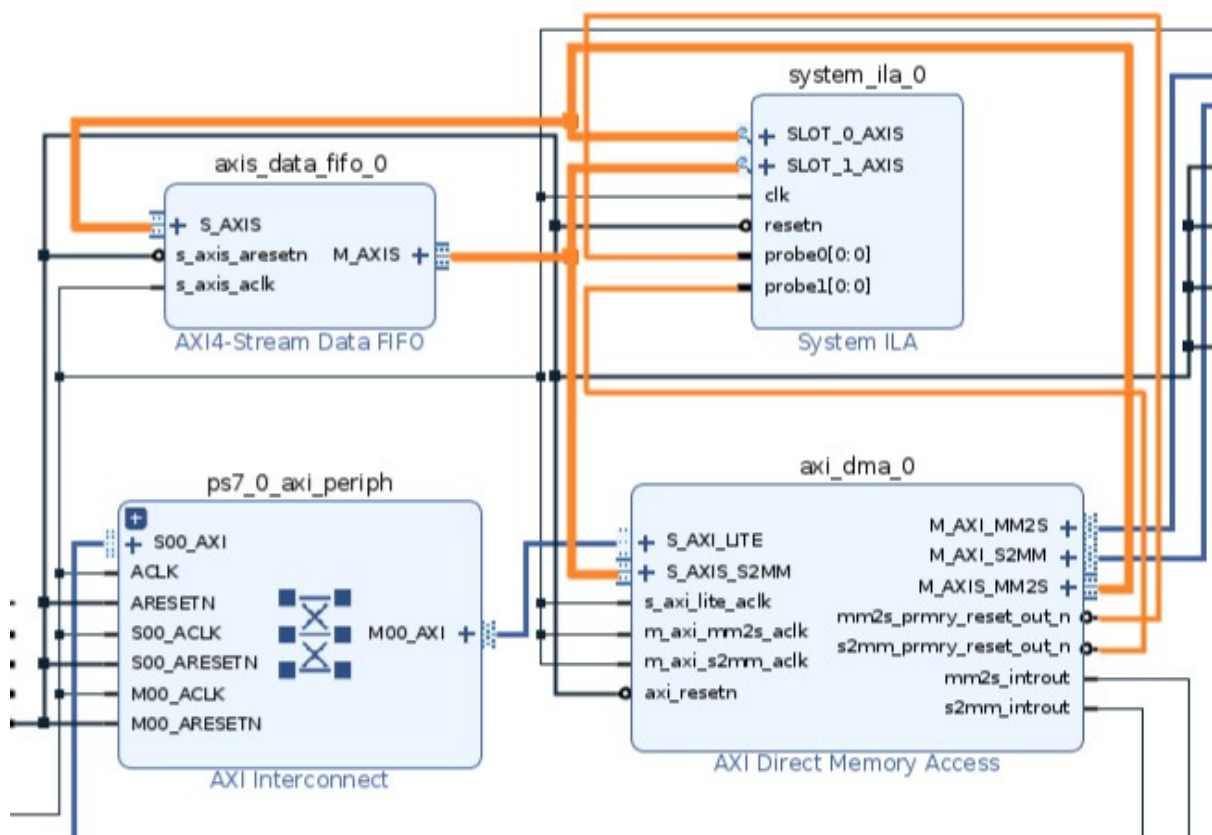 system_ila_0
SLOT_0_AXIS
SLOT_1_AXIS
clk
resetn
probe0[0:0]
probe1[0:0]
System ILA
axis_data_fifo_0
S_AXIS
s_axis_aresetn
s_axis_aclk
M_AXIS
AXI4-Stream Data FIFO
ps7_0_axi_periph
S00_AXI
ACLK
ARESETN
S00_ACLK
S00_ARESETN
M00_ACLK
M00_ARESETN
M00_AXI
AXI Interconnect
axi_dma_0
S_AXI_LITE
S_AXIS_S2MM
s_axi_lite_aclk
m_axi_mm2s_aclk
m_axi_s2mm_aclk
axi_resetn
M_AXI_MM2S
M_AXI_S2MM
M_AXIS_MM2S
mm2s_prmry_reset_out_n
s2mm_prmry_reset_out_n
mm2s_introut
s2mm_introut
AXI Direct Memory Access